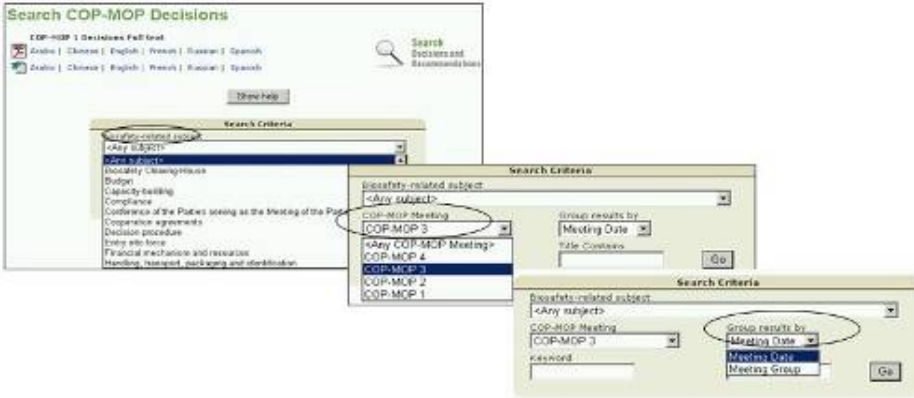 Search COP-MOP Decisions
COP-MOP 1 Decisions Full text
Arabic | Chinese | English | French | Russian | Spanish
Arabic | Chinese | English | French | Russian | Spanish
Search
Decisions and
Recommendations
Show help
Search Criteria
Biosafety-related subject
<Any subject>
<Any subject>
Biosafety Clearing-House
Budget
Capacity-building
Compliance
Conference of the Parties serving as the Meeting of the Parti
Cooperation agreements
Decision procedure
Entry into force
Financial mechanism and resources
Handling, transport, packaging and identification
Search Criteria
Biosafety-related subject
<Any subject>
COP-MOP Meeting
COP-MOP 3
<Any COP-MOP Meeting>
COP-MOP 4
COP-MOP 3
COP-MOP 2
COP-MOP 1
Group results by
Meeting Date
Title Contains
Go
Search Criteria
Biosafety-related subject
<Any subject>
COP-MOP Meeting
COP-MOP 3
Keyword
Group results by
Meeting Date
Meeting Date
Meeting Group
Go